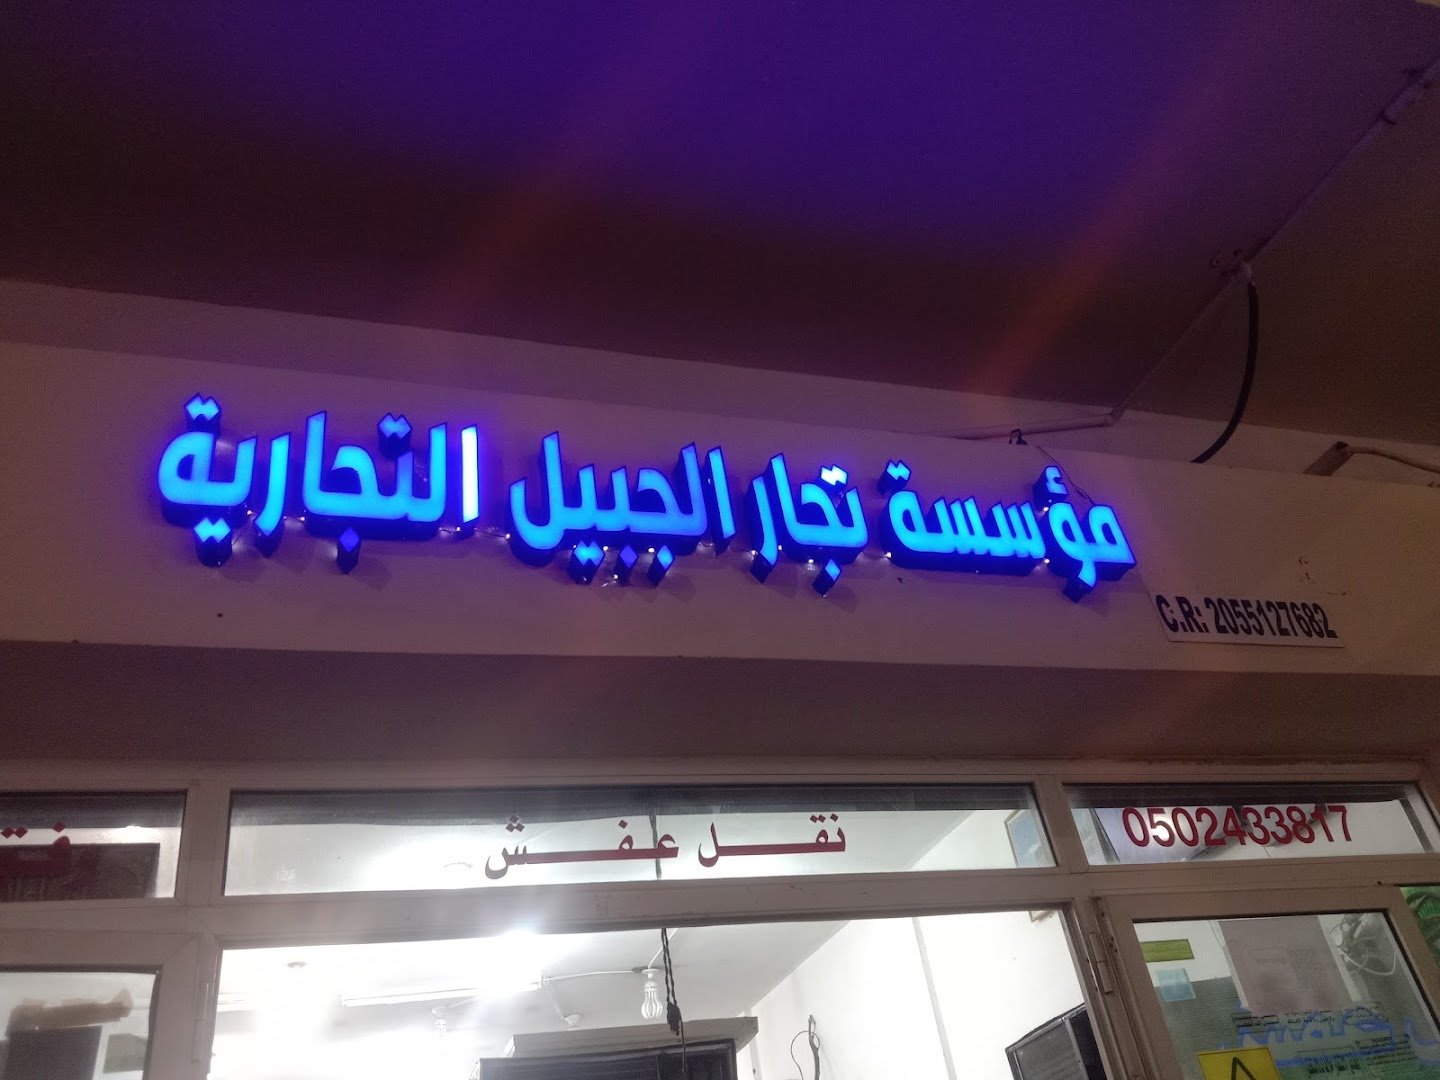 مؤسسة تجار الجبيل التجارية
C.R: 2055127682
نقل عفش
0502433817